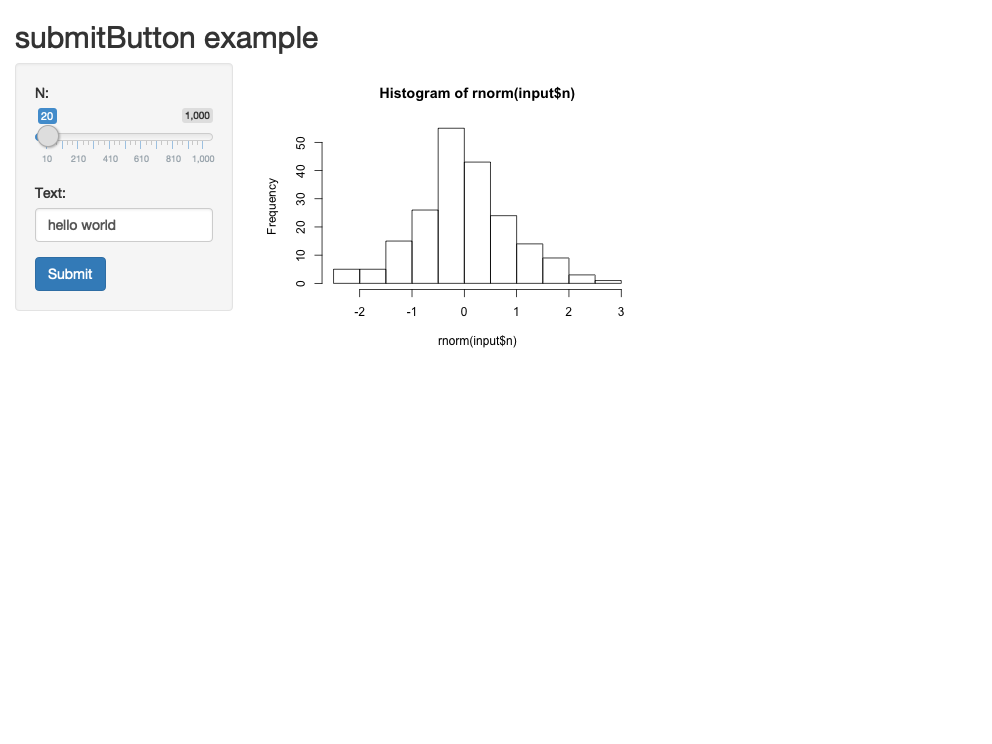 submitButton example
N:
20 1,000
10 210 410 610 810 1,000
Text:
hello world
Submit
Histogram of rnorm(input$n)
Frequency
50
40
30
20
10
0
-2 -1 0 1 2 3
rnorm(input$n)